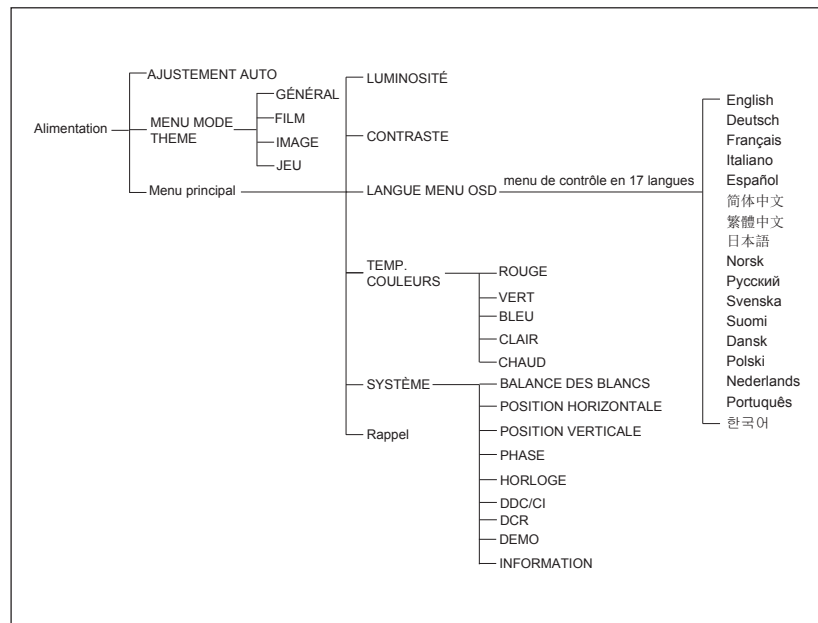 Alimentation
AJUSTEMENT AUTO
MENU MODE
THEME
GÉNÉRAL
FILM
IMAGE
JEU
Menu principal
LUMINOSITÉ
CONTRASTE
LANGUE MENU OSD
menu de contrôle en 17 langues
English
Deutsch
Français
Italiano
Español
简体中文
繁體中文
日本語
Norsk
Русский
Svenska
Suomi
Dansk
Polski
Nederlands
Português
한국어
TEMP.
COULEURS
ROUGE
VERT
BLEU
CLAIR
CHAUD
SYSTÈME
BALANCE DES BLANCS
POSITION HORIZONTALE
POSITION VERTICALE
PHASE
HORLOGE
DDC/CI
DCR
DEMO
INFORMATION
Rappel